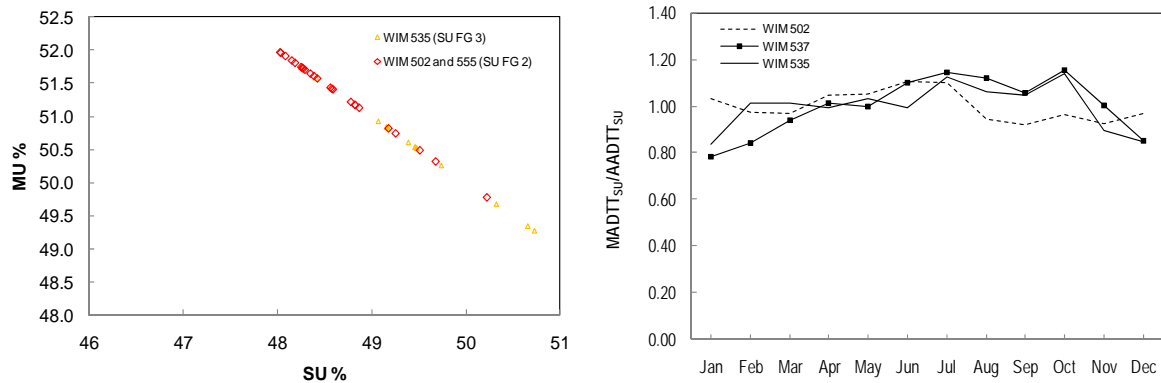 52.5
52.0
51.5
51.0
50.5
50.0
49.5
49.0
48.5
48.0
MU %
WIM 535 (SU FG 3)
WIM 502 and 555 (SU FG 2)
46 47 48 49 50 51
SU %
1.40
1.20
1.00
0.80
0.60
0.40
0.20
0.00
MADTT_SU/AADTT_SU
WIM 502
WIM 537
WIM 535
Jan Feb Mar Apr May Jun Jul Aug Sep Oct Nov Dec